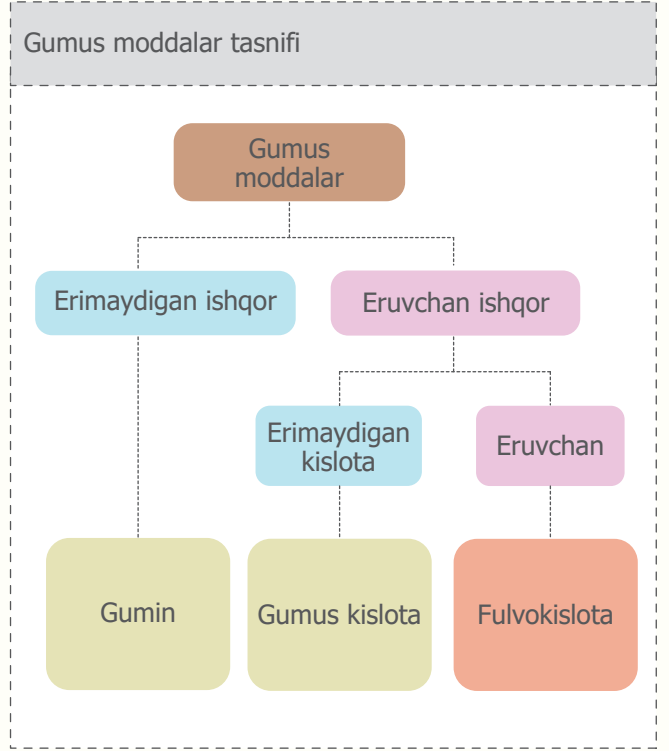 Gumus moddalar tasnifi
Gumus
moddalar
Erimaydigan ishqor
Eruvchan ishqor
Erimaydigan
kislota
Eruvchan
Gumin
Gumus kislota
Fulvokislota